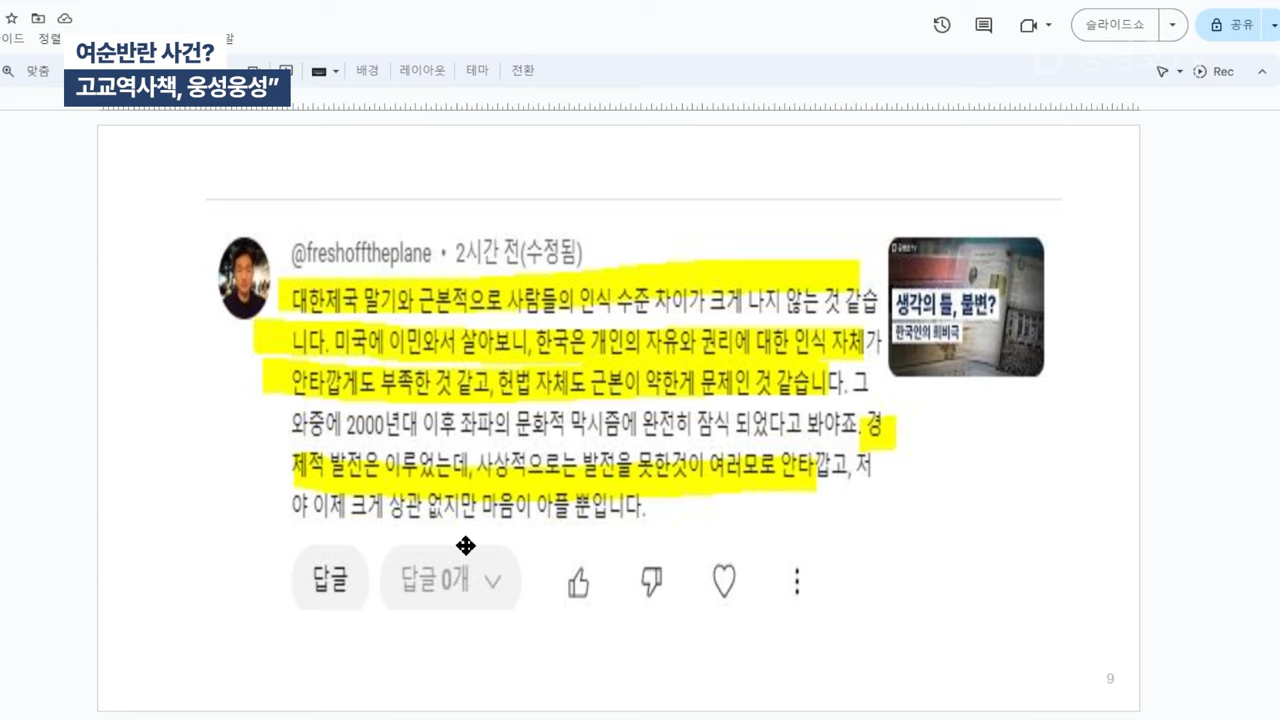 이드
정렬
말
여순반란 사건?
고교역사책, 웅성웅성”
맞춤
배경
레이아웃
테마
전환
슬라이드쇼
공유
Rec
@freshofftheplane • 2시간 전(수정됨)
대한제국 말기와 근본적으로 사람들의 인식 수준 차이가 크게 나지 않는 것 같습
니다. 미국에 이민와서 살아보니, 한국은 개인의 자유와 권리에 대한 인식 자체가
안타깝게도 부족한 것 같고, 헌법 자체도 근본이 약한게 문제인 것 같습니다. 그
와중에 2000년대 이후 좌파의 문화적 막시즘에 완전히 잠식 되었다고 봐야죠. 경
제적 발전은 이루었는데, 사상적으로는 발전을 못한것이 여러모로 안타깝고, 저
야 이제 크게 상관 없지만 마음이 아플 뿐입니다.
생각의 틀, 불변?
한국인의 희비극
답글
답글 0개
9